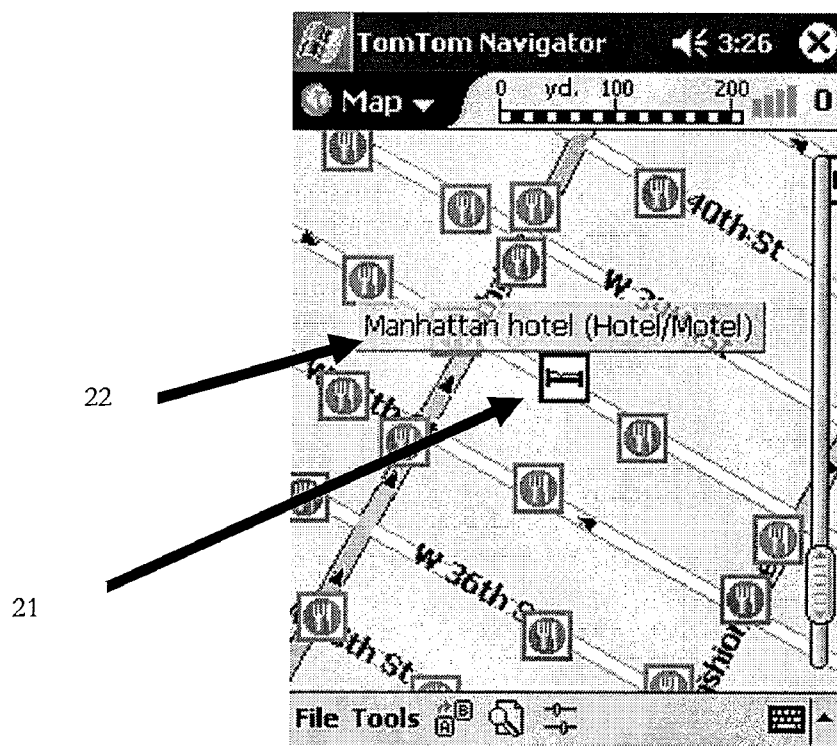 TomTom Navigator 3:26
Map 0 yd. 100 200 0
40th St
Manhattan hotel (Hotel/Motel)
22
21
W 36th S
th St
File Tools A B